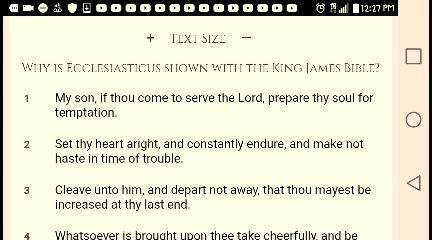 12:27 PM
+ TEXT SIZE −
WHY IS ECCLESIASTICUS SHOWN WITH THE KING JAMES BIBLE?
1 My son, if thou come to serve the Lord, prepare thy soul for
temptation.
2 Set thy heart aright, and constantly endure, and make not
haste in time of trouble.
3 Cleave unto him, and depart not away, that thou mayest be
increased at thy last end.
4 Whatsoever is brought upon thee take cheerfully, and be